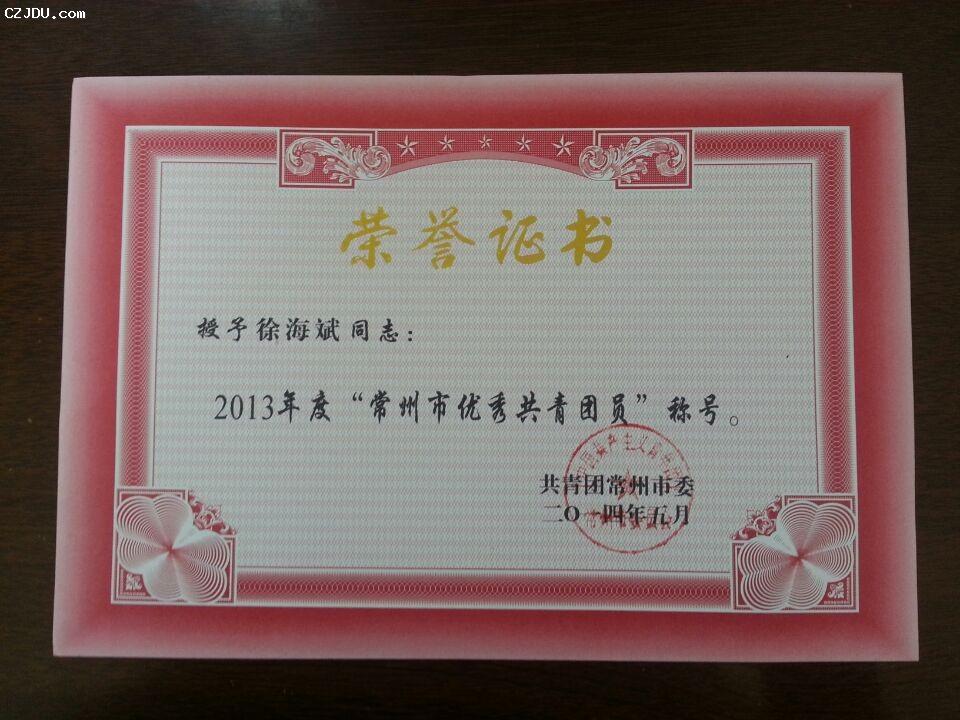 CZJDU.com
荣誉证书
授予徐海斌同志：
2013年度“常州市优秀共青团员”称号。
共青团常州市委
二〇一四年五月